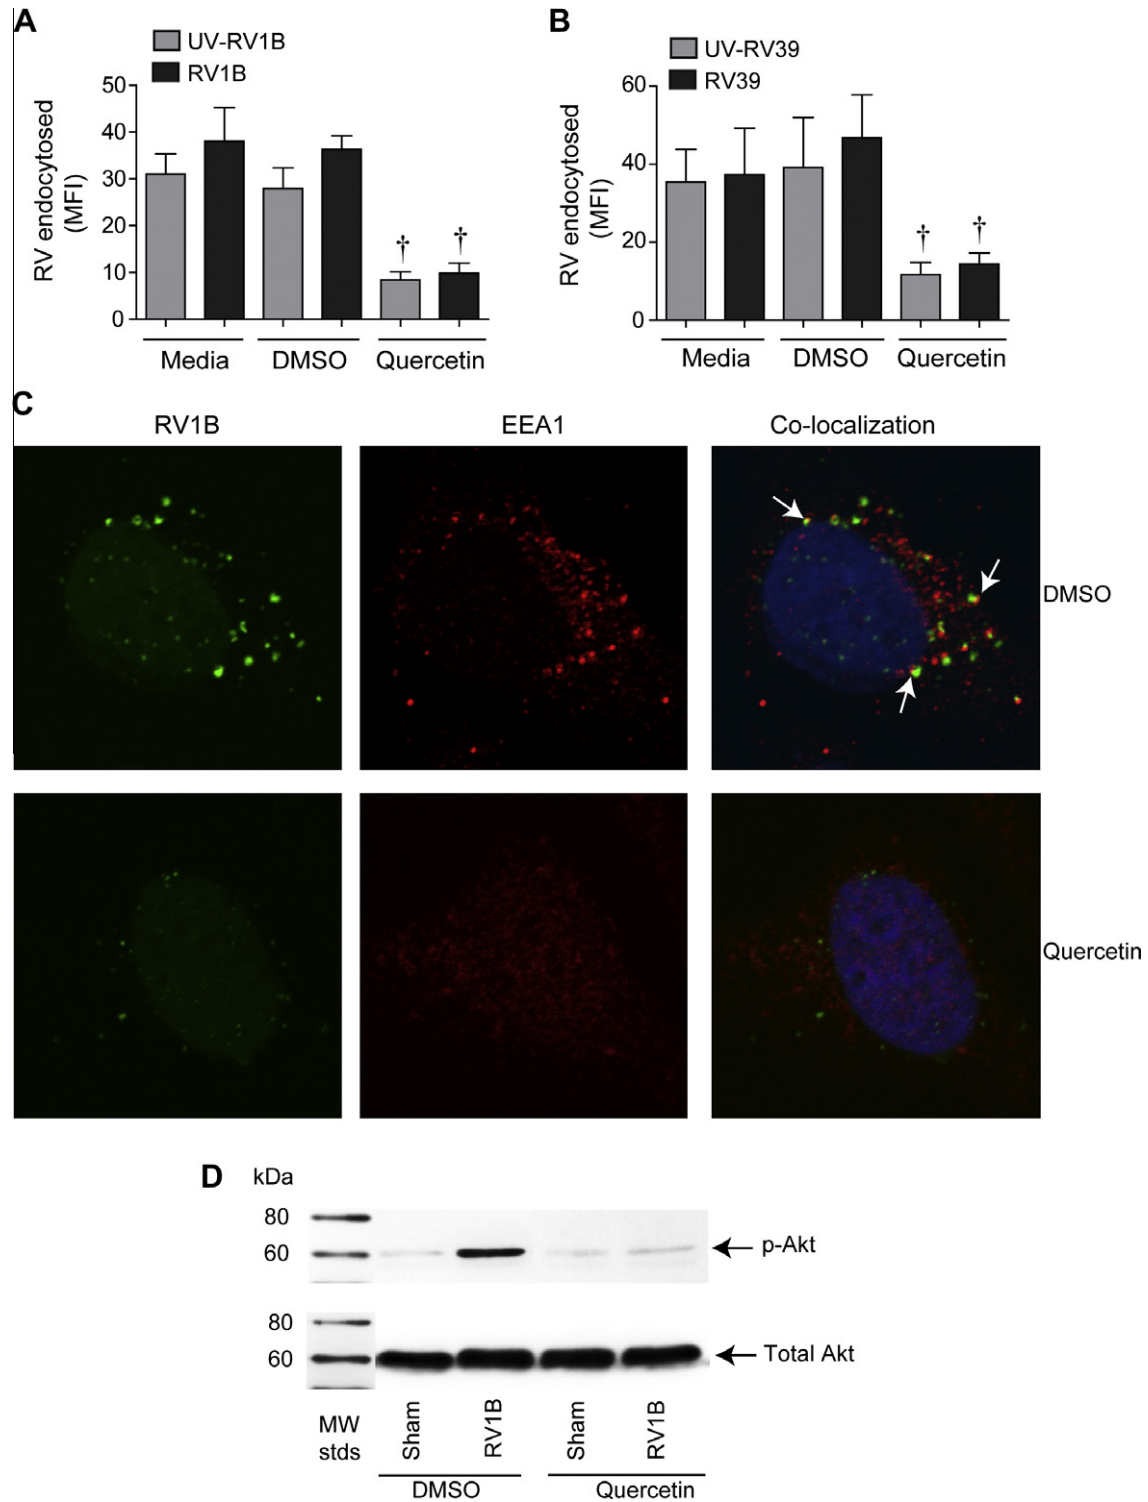 A
UV-RV1B
RV1B
RV endocytosed
(MFI)
50
40
30
20
10
0
† †
Media DMSO Quercetin
B
UV-RV39
RV39
RV endocytosed
(MFI)
60
40
20
0
† †
Media DMSO Quercetin
C
RV1B EEA1 Co-localization
DMSO
Quercetin
D kDa
80
60
p-Akt
80
60
Total Akt
MW
stds
Sham RV1B Sham RV1B
DMSO Quercetin